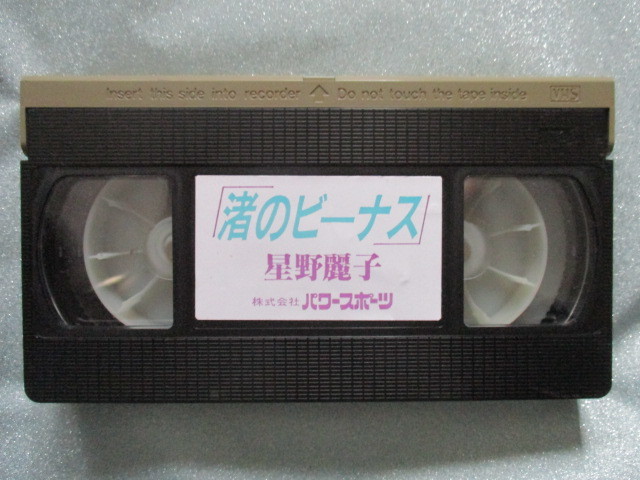 Insert this side into recorder △ Do not touch the tape inside VHS
「渚のビーナス」
星野麗子
株式会社 パワースポーツ